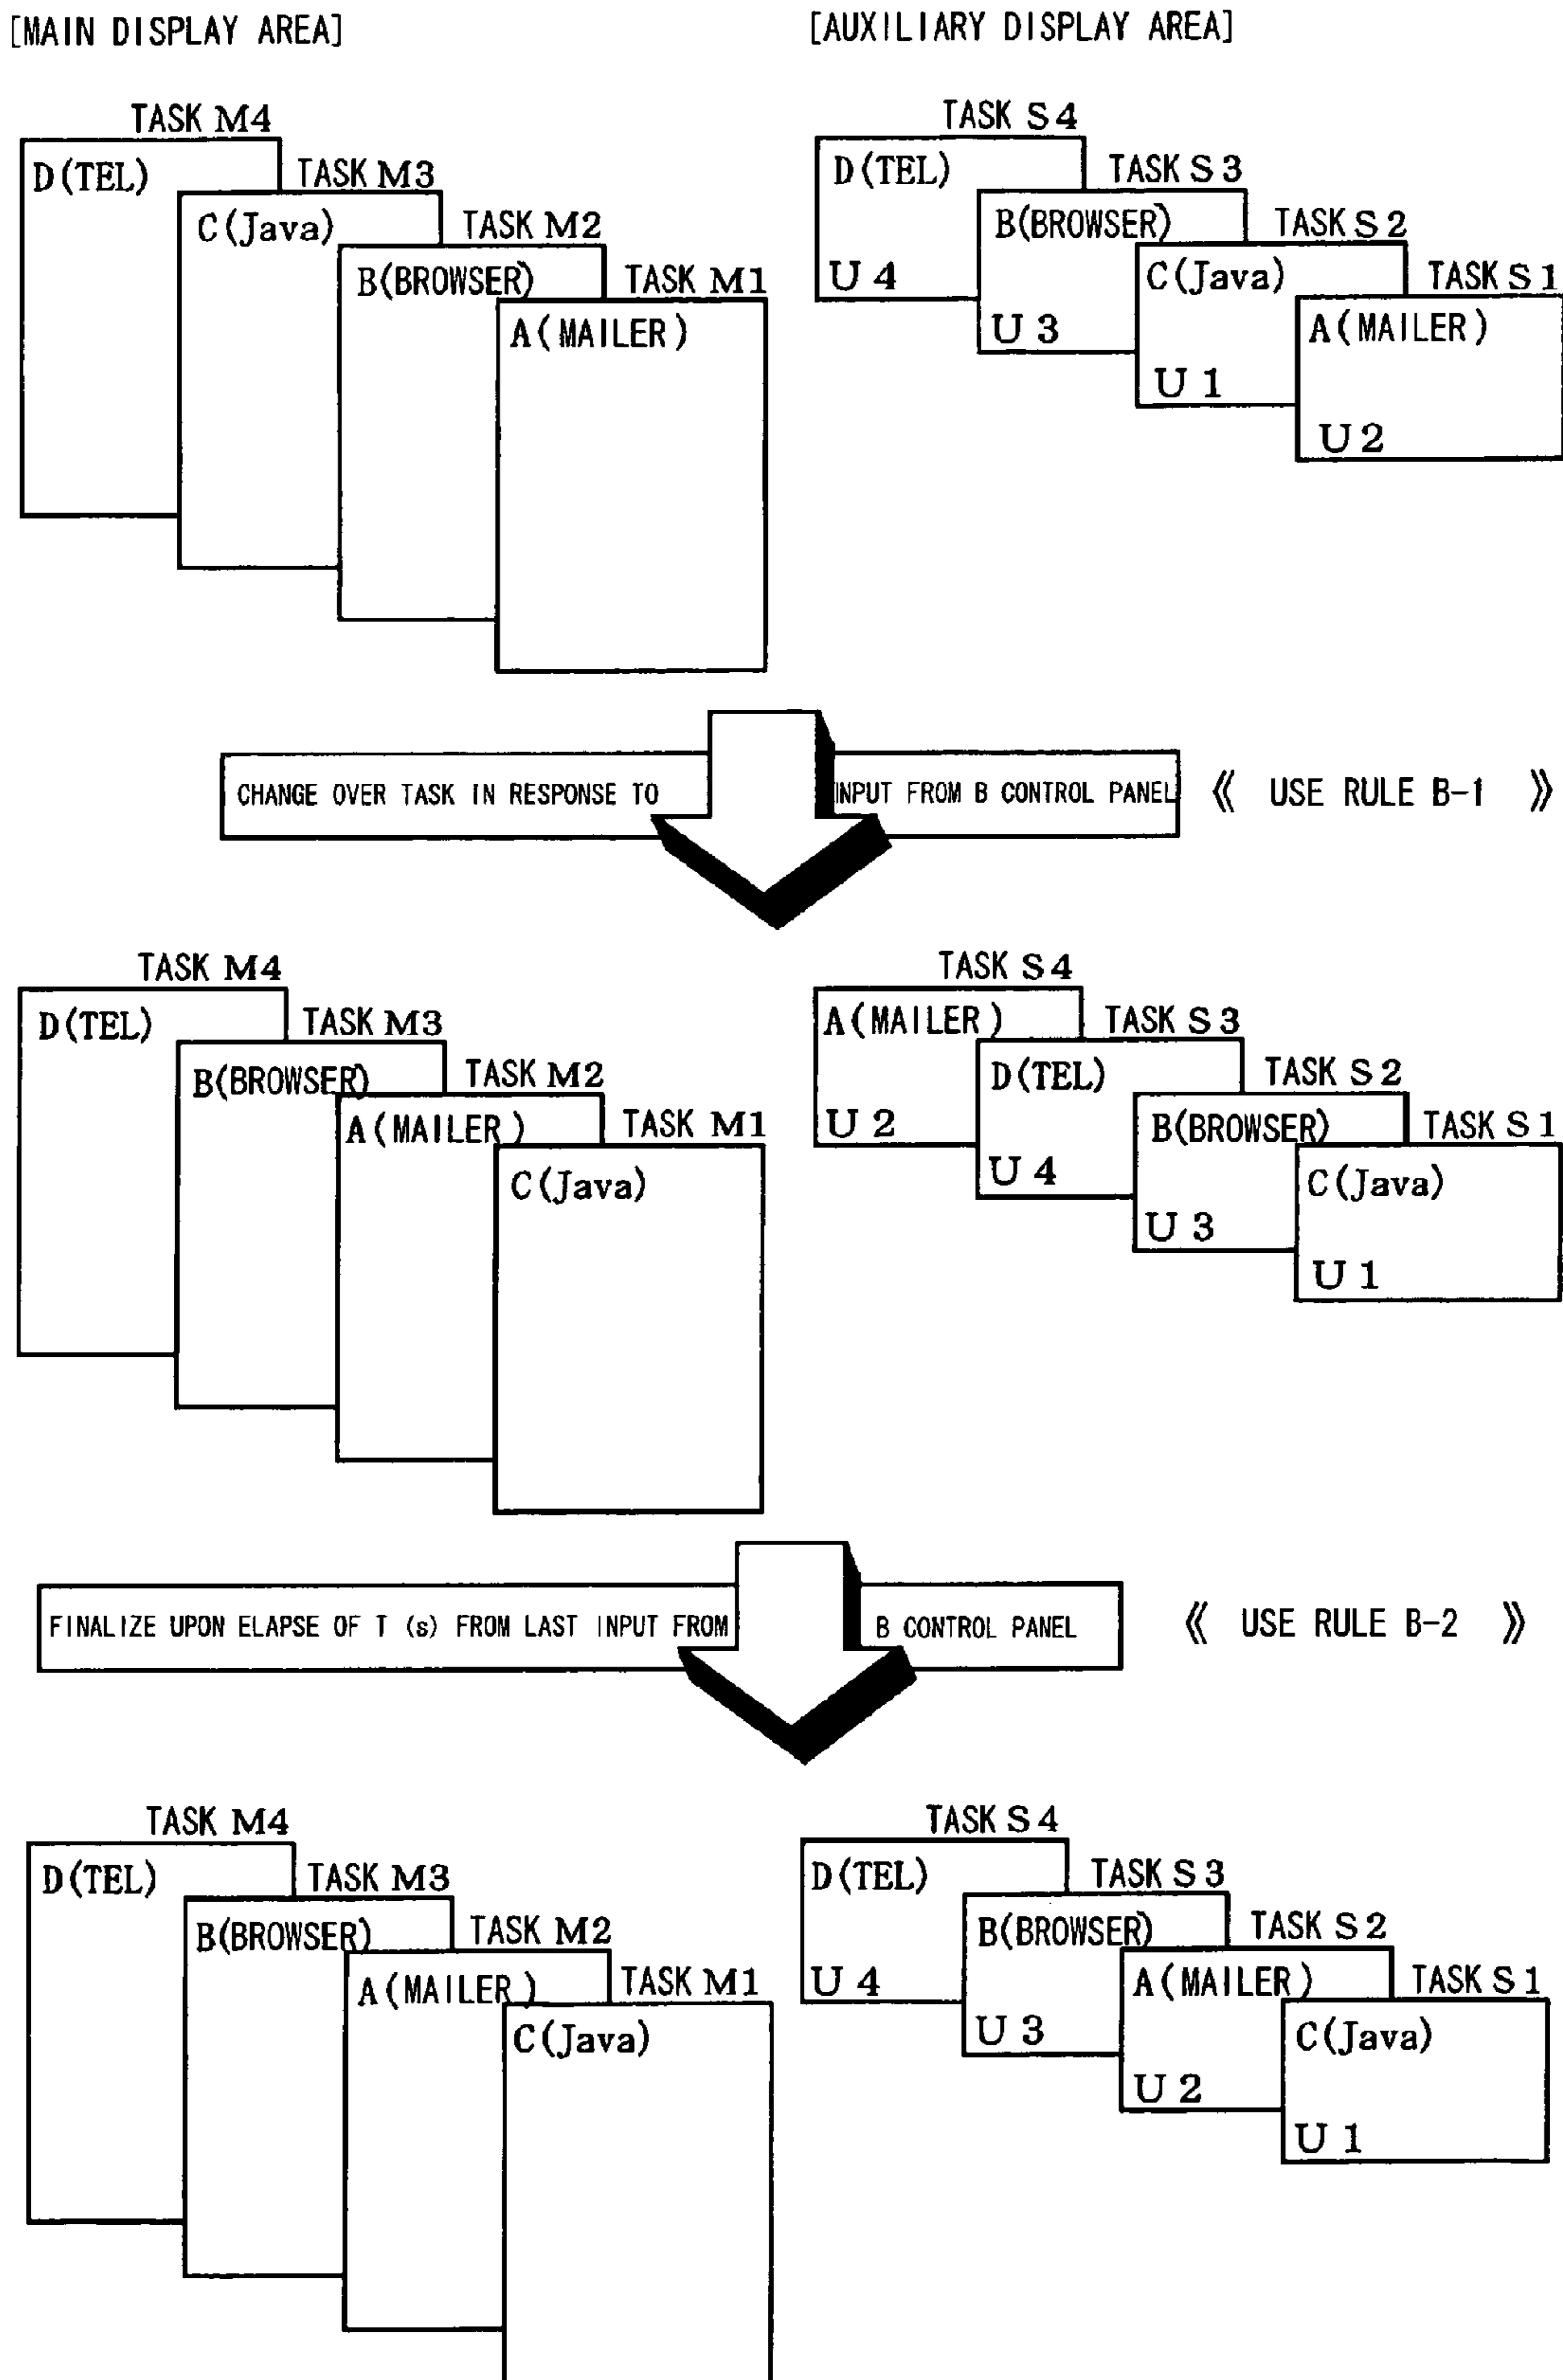 [MAIN DISPLAY AREA]
[AUXILIARY DISPLAY AREA]
TASK M4
D(TEL)
TASK M3
C(Java)
TASK M2
B(BROWSER)
TASK M1
A(MAILER)
TASK S4
D(TEL)
U4
TASK S3
B(BROWSER)
U3
TASK S2
C(Java)
U1
TASK S1
A(MAILER)
U2
CHANGE OVER TASK IN RESPONSE TO INPUT FROM B CONTROL PANEL
《 USE RULE B-1 》
TASK M4
D(TEL)
TASK M3
B(BROWSER)
TASK M2
A(MAILER)
TASK M1
C(Java)
TASK S4
A(MAILER)
U2
TASK S3
D(TEL)
U4
TASK S2
B(BROWSER)
U3
TASK S1
C(Java)
U1
FINALIZE UPON ELAPSE OF T (s) FROM LAST INPUT FROM B CONTROL PANEL
《 USE RULE B-2 》
TASK M4
D(TEL)
TASK M3
B(BROWSER)
TASK M2
A(MAILER)
TASK M1
C(Java)
TASK S4
D(TEL)
U4
TASK S3
B(BROWSER)
U3
TASK S2
A(MAILER)
U2
TASK S1
C(Java)
U1